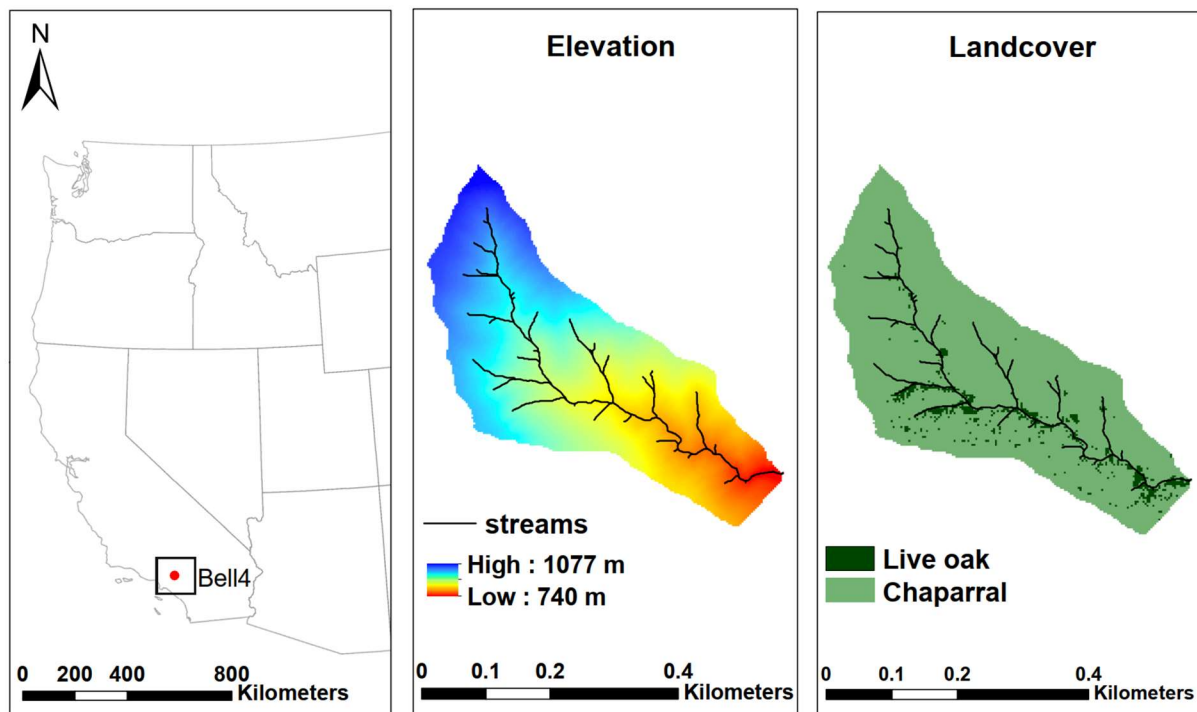 N
Bell4
0 200 400 800
Kilometers
Elevation
streams
High : 1077 m
Low : 740 m
0 0.1 0.2 0.4
Kilometers
Landcover
Live oak
Chaparral
0 0.1 0.2 0.4
Kilometers